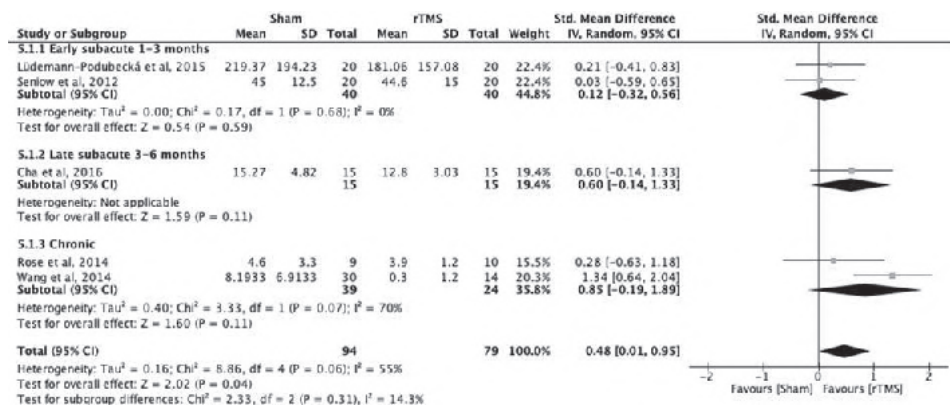 Sham rTMS Std. Mean Difference Std. Mean Difference
Study or Subgroup Mean SD Total Mean SD Total Weight IV, Random, 95% CI IV, Random, 95% CI
5.1.1 Early subacute 1–3 months
Lüdemann-Podubecká et al, 2015 219.37 194.23 20 181.06 157.08 20 22.4% 0.21 (-0.41, 0.83)
Seniow et al. 2012 45 12.5 20 44.6 15 20 22.4% 0.03 (-0.59, 0.65)
Subtotal (95% CI) 40 40 44.8% 0.12 (-0.32, 0.56)
Heterogeneity: Tau² = 0.00; Chi² = 0.17, df = 1 (P = 0.68); I² = 0%
Test for overall effect: Z = 0.54 (P = 0.59)
5.1.2 Late subacute 3–6 months
Cha et al, 2016 15.27 4.82 15 12.8 3.03 15 19.4% 0.60 (-0.14, 1.33)
Subtotal (95% CI) 15 15 19.4% 0.60 (-0.14, 1.33)
Heterogeneity: Not applicable
Test for overall effect: Z = 1.59 (P = 0.11)
5.1.3 Chronic
Rose et al, 2014 4.6 3.3 9 3.9 1.2 10 15.5% 0.28 (-0.63, 1.18)
Wang et al, 2014 8.1933 6.9133 30 0.3 1.2 14 20.3% 1.34 [0.64, 2.04]
Subtotal (95% CI) 39 24 35.8% 0.85 (-0.19, 1.89]
Heterogeneity: Tau² = 0.40; Chi² = 3.33, df = 1 (P = 0.07); I² = 70%
Test for overall effect: Z = 1.60 (P = 0.11)
Total (95% CI) 94 79 100.0% 0.48 [0.01, 0.95]
Heterogeneity: Tau² = 0.16; Chi² = 8.86, df = 4 (P = 0.06); I² = 55%
Test for overall effect: Z = 2.02 (P = 0.04)
Test for subgroup differences: Chi² = 2.33, df = 2 (P = 0.31), I² = 14.3%
-2 -1 0 1 2
Favours [Sham] Favours [rTMS]